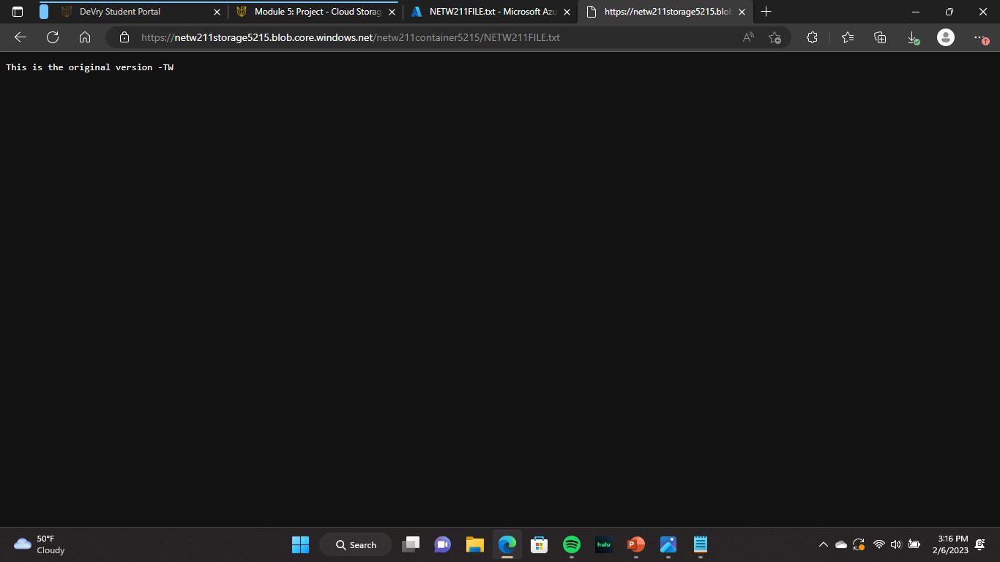 DeVry Student Portal
Module 5: Project - Cloud Storag
NETW211FILE.txt - Microsoft Azu
https://netw211storage5215.blob
https://netw211storage5215.blob.core.windows.net/netw211container5215/NETW211FILE.txt
This is the original version -TW
50°F
Cloudy
Search
hulu
3:16 PM
2/6/2023